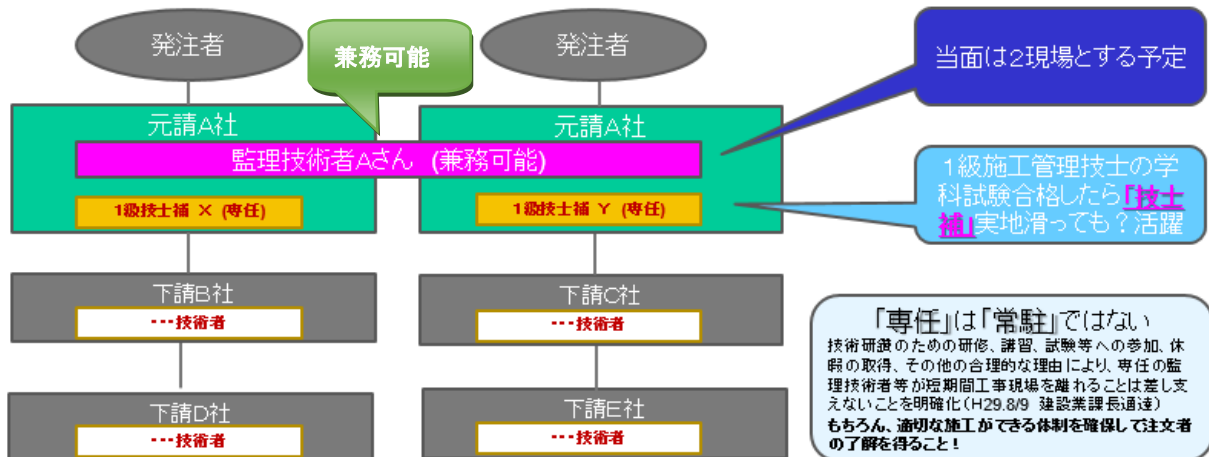 発注者
兼務可能
発注者
当面は2現場とする予定
元請A社
元請A社
監理技術者Aさん (兼務可能)
1級技士補 X (専任)
1級技士補 Y (専任)
1級施工管理技士の学
科試験合格したら「技士
補」実地滑っても？活躍
下請B社
･･･技術者
下請C社
･･･技術者
「専任」は「常駐」ではない
技術研鑽のための研修、講習、試験等への参加、休
暇の取得、その他の合理的な理由により、専任の監
理技術者等が短期間工事現場を離れることは差し支
えないことを明確化(H29.8/9 建設業課長通達)
もちろん、適切な施工ができる体制を確保して注文者
の了解を得ること！
下請D社
･･･技術者
下請E社
･･･技術者